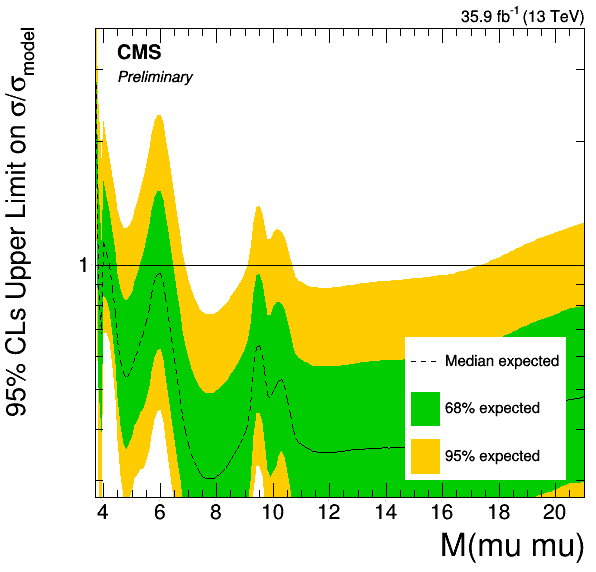 35.9 fb⁻¹ (13 TeV)
CMS
Preliminary
95% CLs Upper Limit on σ/σmodel
1
Median expected
68% expected
95% expected
4 6 8 10 12 14 16 18 20
M(mu mu)